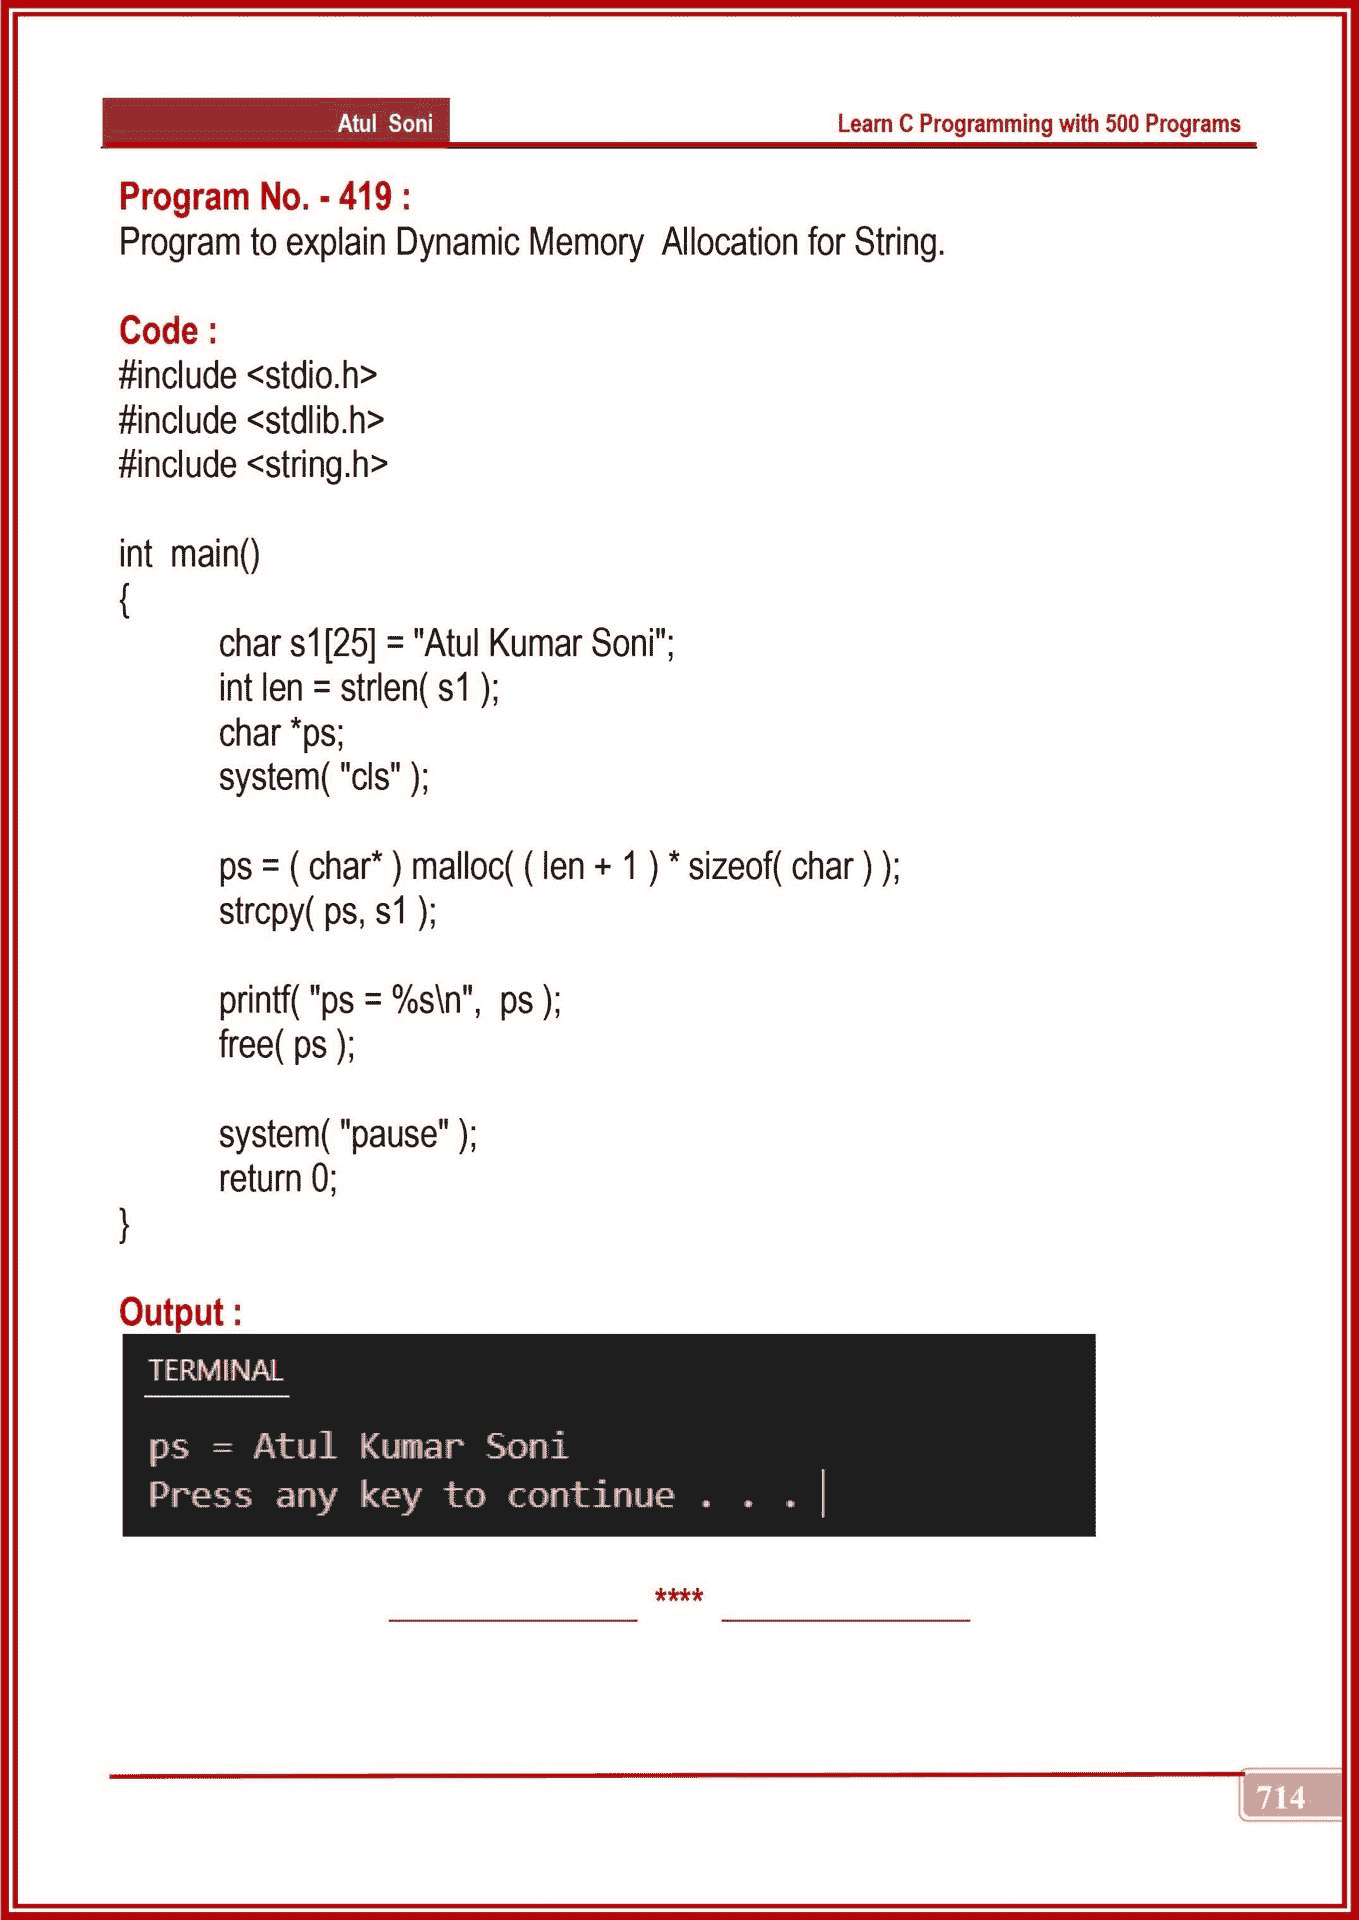 Atul Soni
Learn C Programming with 500 Programs
Program No. - 419 :
Program to explain Dynamic Memory Allocation for String.
Code :
#include <stdio.h>
#include <stdlib.h>
#include <string.h>
int main()
{
char s1[25] = "Atul Kumar Soni";
int len = strlen( s1 );
char *ps;
system( "cls" );
ps = ( char* ) malloc( ( len + 1 ) * sizeof( char ) );
strcpy( ps, s1 );
printf( "ps = %s\n", ps );
free( ps );
system( "pause" );
return 0;
}
Output :
TERMINAL
ps = Atul Kumar Soni
Press any key to continue . . .
****
714